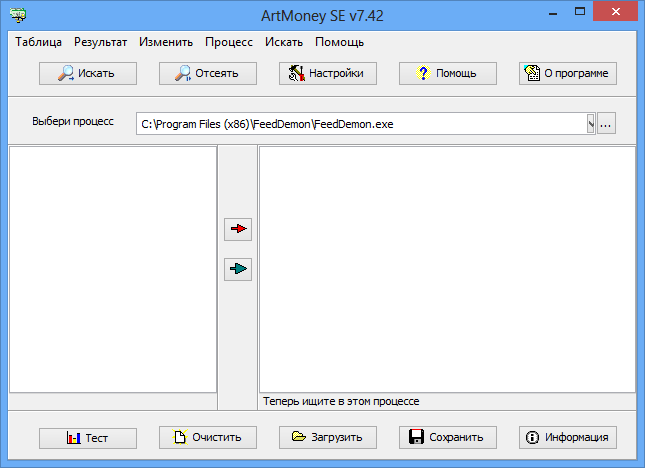 ArtMoney SE v7.42
Таблица Результат Изменить Процесс Искать Помощь
Искать Отсеять Настройки Помощь О программе
Выбери процесс C:\Program Files (x86)\FeedDemon\FeedDemon.exe ...
Теперь ищите в этом процессе
Тест Очистить Загрузить Сохранить Информация